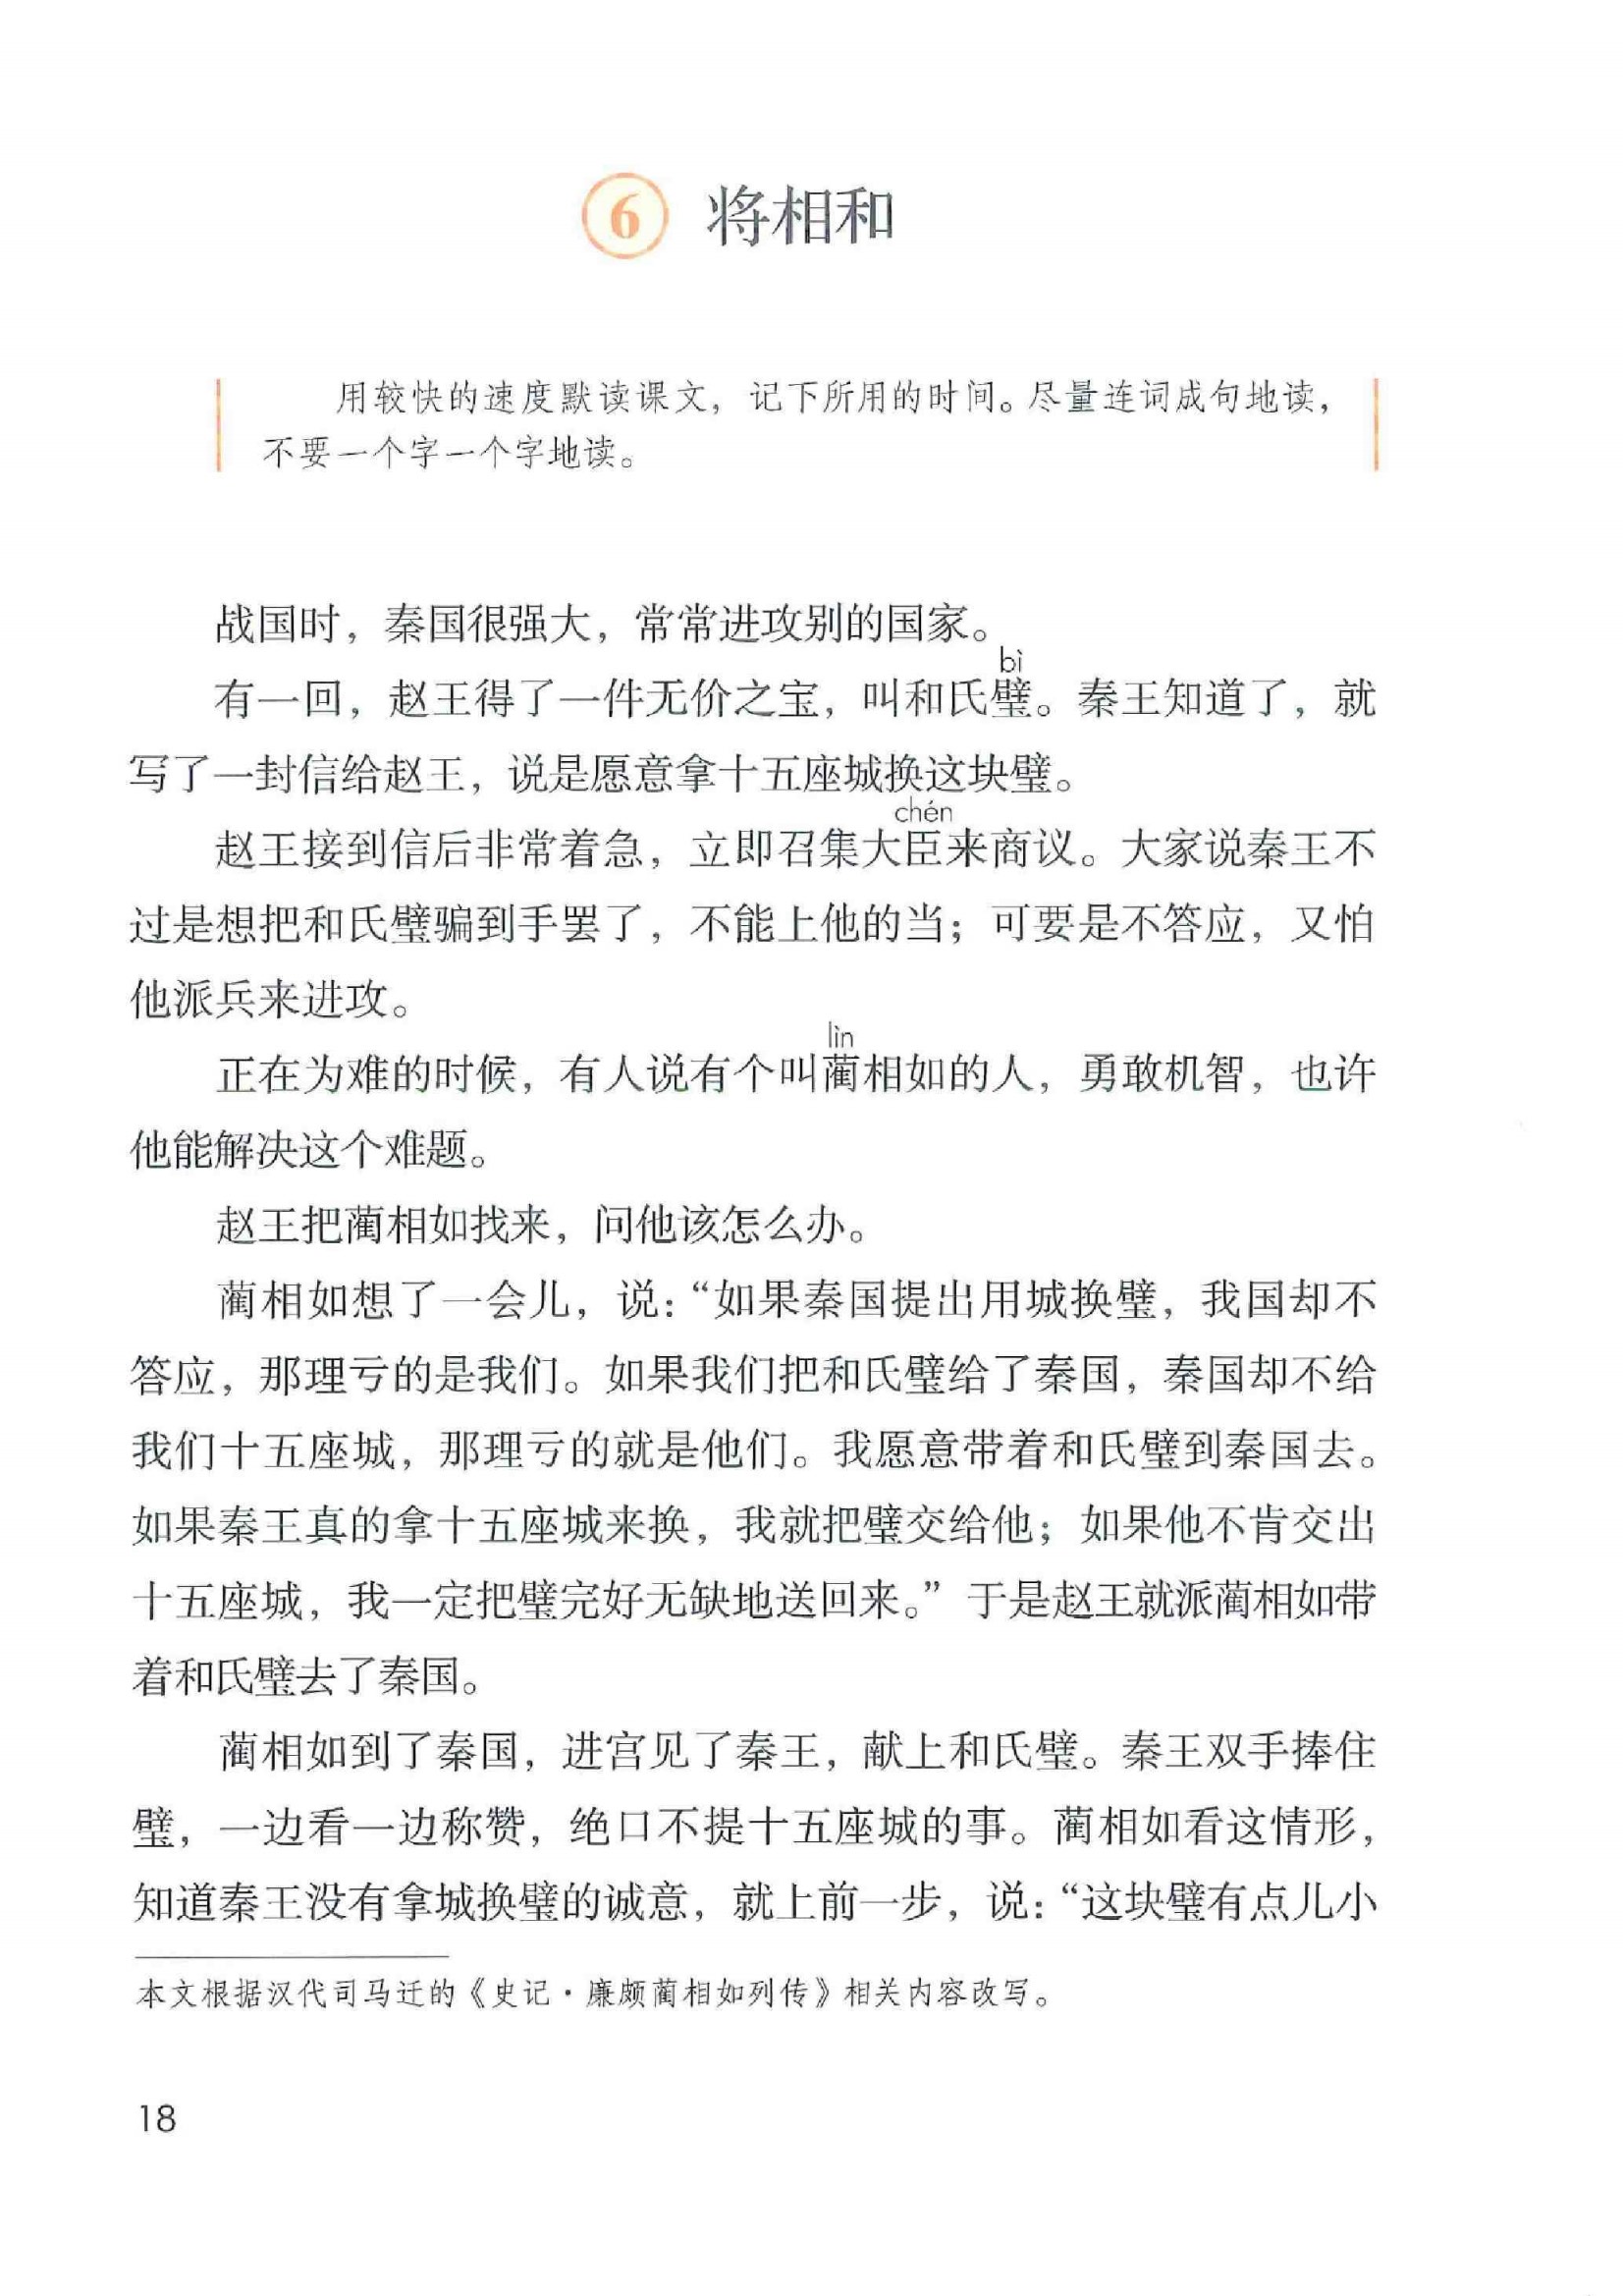 6 将相和
用较快的速度默读课文，记下所用的时间。尽量连词成句地读，
不要一个字一个字地读。
战国时，秦国很强大，常常进攻别的国家。
bì
有一回，赵王得了一件无价之宝，叫和氏璧。秦王知道了，就
写了一封信给赵王，说是愿意拿十五座城换这块璧。
chén
赵王接到信后非常着急，立即召集大臣来商议。大家说秦王不
过是想把和氏璧骗到手罢了，不能上他的当；可要是不答应，又怕
他派兵来进攻。
lìn
正在为难的时候，有人说有个叫蔺相如的人，勇敢机智，也许
他能解决这个难题。
赵王把蔺相如找来，问他该怎么办。
蔺相如想了一会儿，说：“如果秦国提出用城换璧，我国却不
答应，那理亏的是我们。如果我们把和氏璧给了秦国，秦国却不给
我们十五座城，那理亏的就是他们。我愿意带着和氏璧到秦国去。
如果秦王真的拿十五座城来换，我就把璧交给他；如果他不肯交出
十五座城，我一定把璧完好无缺地送回来。”于是赵王就派蔺相如带
着和氏璧去了秦国。
蔺相如到了秦国，进宫见了秦王，献上和氏璧。秦王双手捧住
璧，一边看一边称赞，绝口不提十五座城的事。蔺相如看这情形，
知道秦王没有拿城换璧的诚意，就上前一步，说：“这块璧有点儿小
本文根据汉代司马迁的《史记·廉颇蔺相如列传》相关内容改写。
18